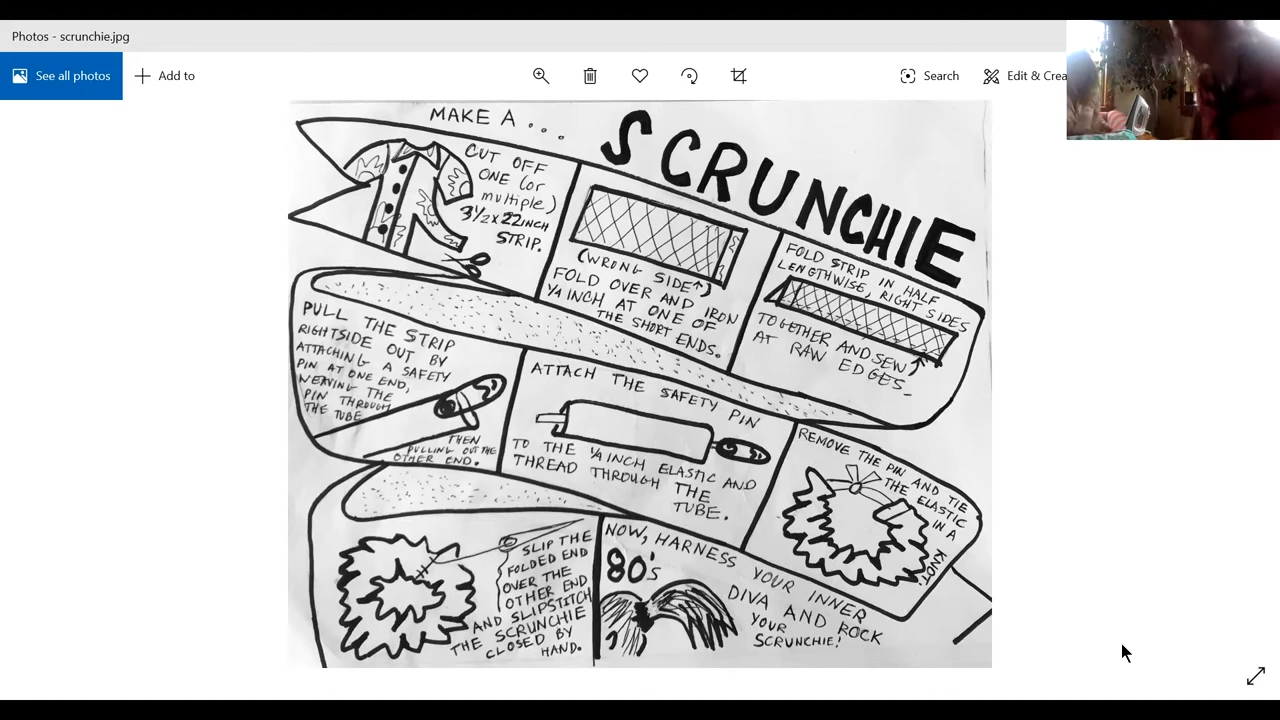 Photos - scrunchie.jpg
See all photos
Add to
Search
Edit & Crea
MAKE A . . .
SCRUNCHIE
CUT OFF
ONE (or
multiple)
3 1/2 x 22 INCH
STRIP.
(WRONG SIDE↑)
FOLD OVER AND IRON
1/4 INCH AT ONE OF
THE SHORT ENDS.
FOLD STRIP IN HALF
LENGTHWISE, RIGHT SIDES
TOGETHER AND SEW
AT RAW EDGES.
PULL THE STRIP
RIGHTSIDE OUT BY
ATTACHING A SAFETY
PIN AT ONE END,
WEAVING THE
PIN THROUGH
THE TUBE
THEN
PULLING OUT THE
OTHER END.
ATTACH THE SAFETY PIN
TO THE 1/4 INCH ELASTIC AND
THREAD THROUGH THE
TUBE.
REMOVE THE PIN AND TIE
THE ELASTIC
IN A
KNOT.
SLIP THE
FOLDED END
OVER THE
OTHER END
AND SLIPSTITCH
THE SCRUNCHIE
CLOSED BY
HAND.
NOW, HARNESS YOUR INNER
80's
DIVA AND ROCK
YOUR
SCRUNCHIE!